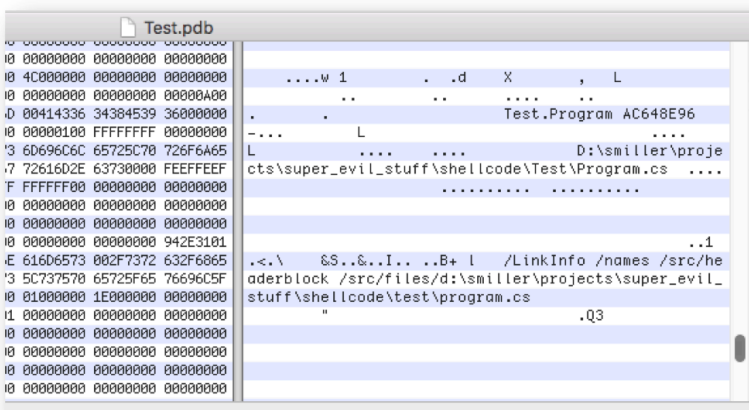 Test.pdb
00000000 00000000 00000000
4C000000 00000000 00000000 ....w 1 . .d X , L
00000000 00000000 00000A00 .. .. .... ..
00414336 34384539 36000000 . . Test.Program AC648E96
00000100 FFFFFFFF 00000000 -... L ....
6D696C6C 65725C70 726F6A65 L .... .... D:\smiller\proje
72616D2E 63730000 FEEFFEEF cts\super_evil_stuff\shellcode\Test\Program.cs ....
FFFFFF00 00000000 00000000 .......... ..........
00000000 00000000 00000000
00000000 00000000 00000000
00000000 00000000 942E3101 ..1
616D6573 002F7372 632F6865 .<.\ &S..&..I.. ..B+ l /LinkInfo /names /src/he
5C737570 65725F65 76696C5F aderblock /src/files/d:\smiller\projects\super_evil_
01000000 1E000000 00000000 stuff\shellcode\test\program.cs
00000000 00000000 00000000 " .Q3
00000000 00000000 00000000
00000000 00000000 00000000
00000000 00000000 00000000
00000000 00000000 00000000